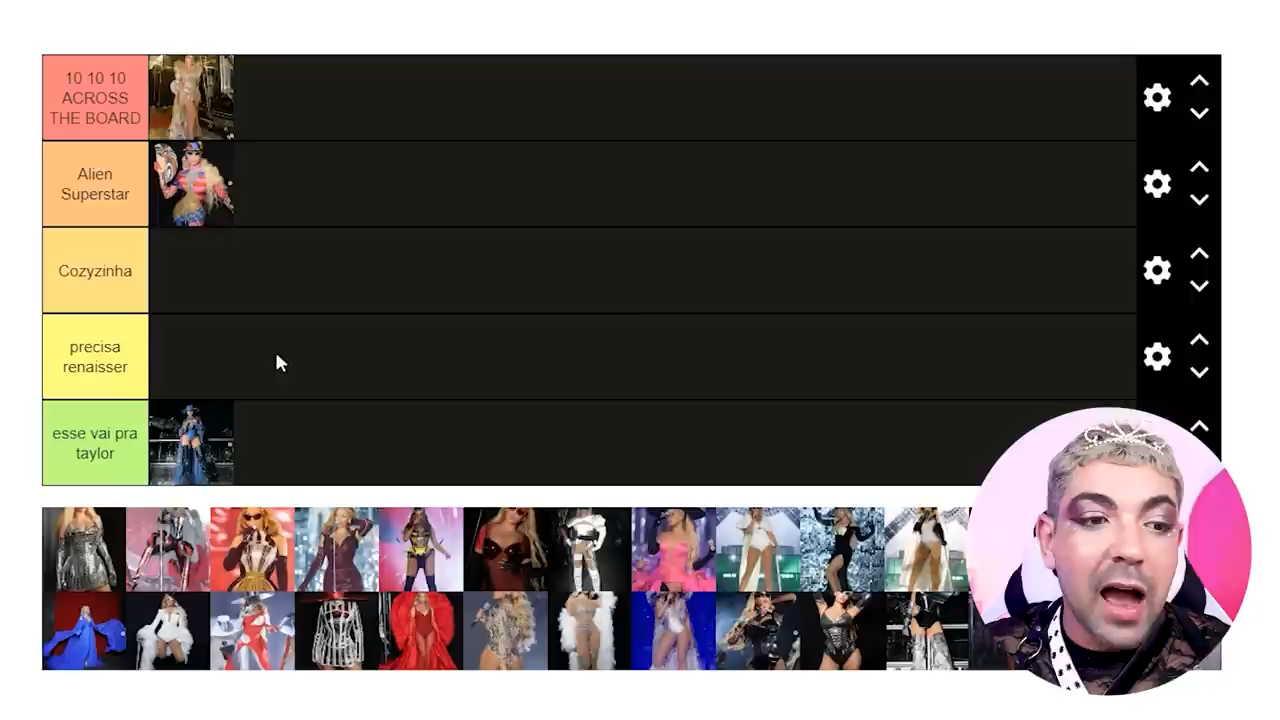 10 10 10
ACROSS
THE BOARD
Alien
Superstar
Cozyzinha
precisa
renaisser
esse vai pra
taylor